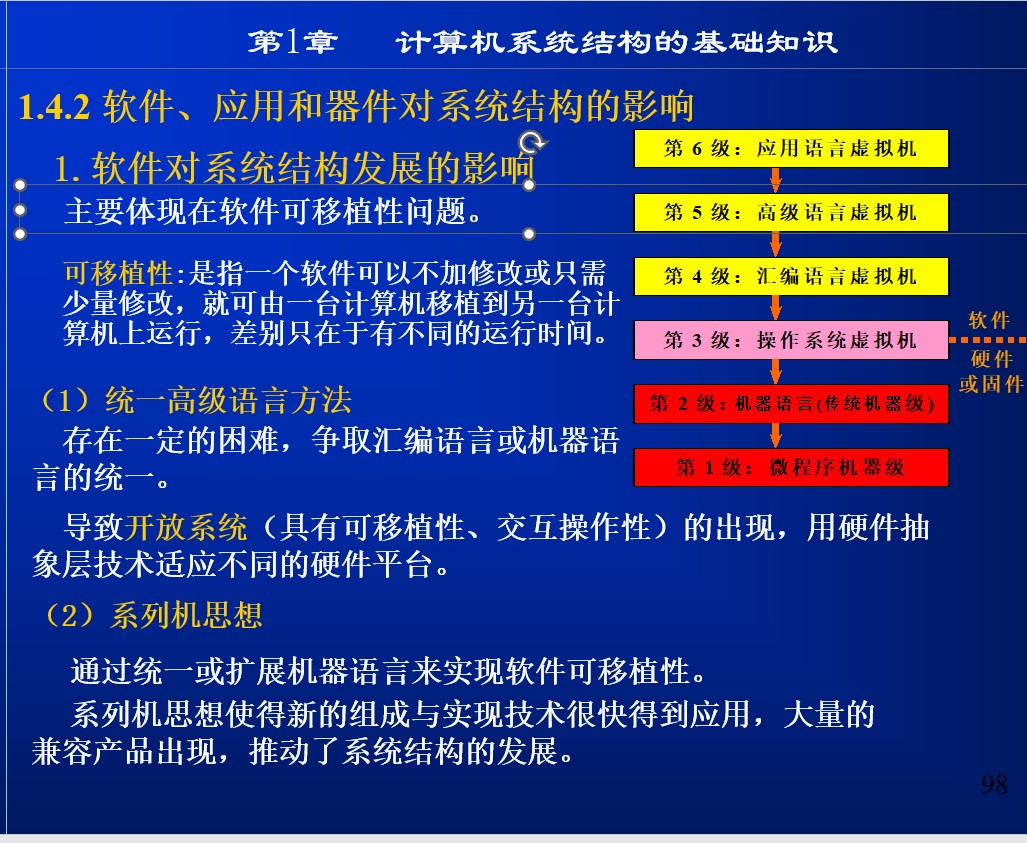 第1章 计算机系统结构的基础知识
1.4.2 软件、应用和器件对系统结构的影响
1.软件对系统结构发展的影响
主要体现在软件可移植性问题。
可移植性:是指一个软件可以不加修改或只需
少量修改，就可由一台计算机移植到另一台计
算机上运行，差别只在于有不同的运行时间。
（1）统一高级语言方法
存在一定的困难，争取汇编语言或机器语
言的统一。
第 6 级：应用语言虚拟机
第 5 级：高级语言虚拟机
第 4 级：汇编语言虚拟机
第 3 级：操作系统虚拟机
第 2 级：机器语言(传统机器级)
第 1 级：微程序机器级
软件
硬件
或固件
导致开放系统（具有可移植性、交互操作性）的出现，用硬件抽
象层技术适应不同的硬件平台。
（2）系列机思想
通过统一或扩展机器语言来实现软件可移植性。
系列机思想使得新的组成与实现技术很快得到应用，大量的
兼容产品出现，推动了系统结构的发展。
98